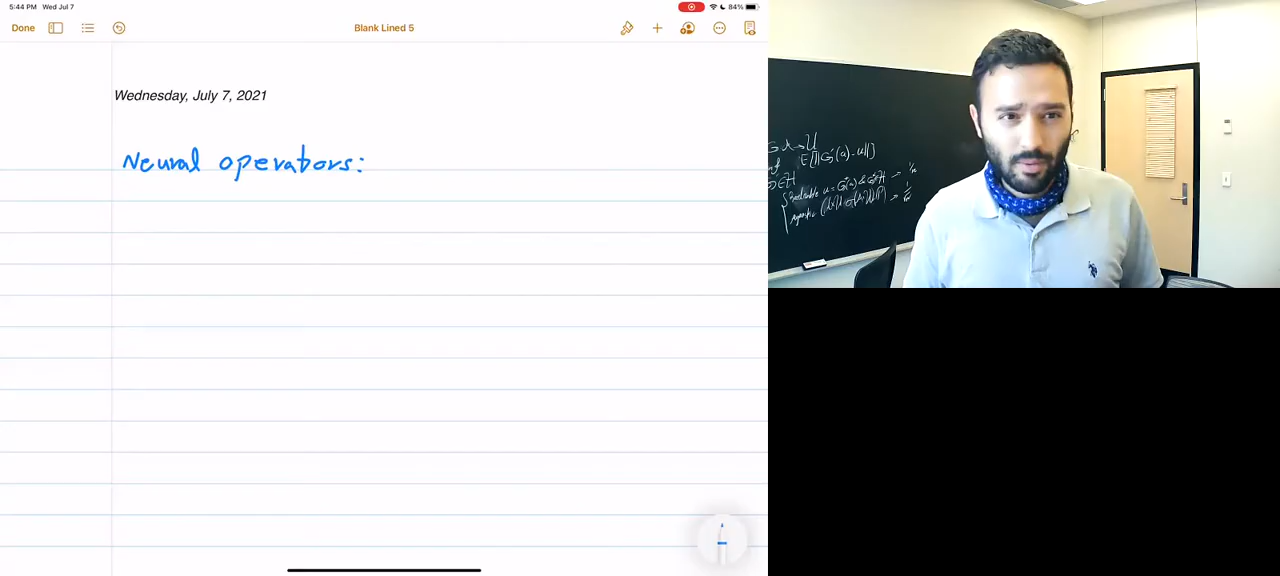 5:44 PM Wed Jul 7
84%
Done
Blank Lined 5
Wednesday, July 7, 2021
Neural operators:
E[||G(a)-u||]